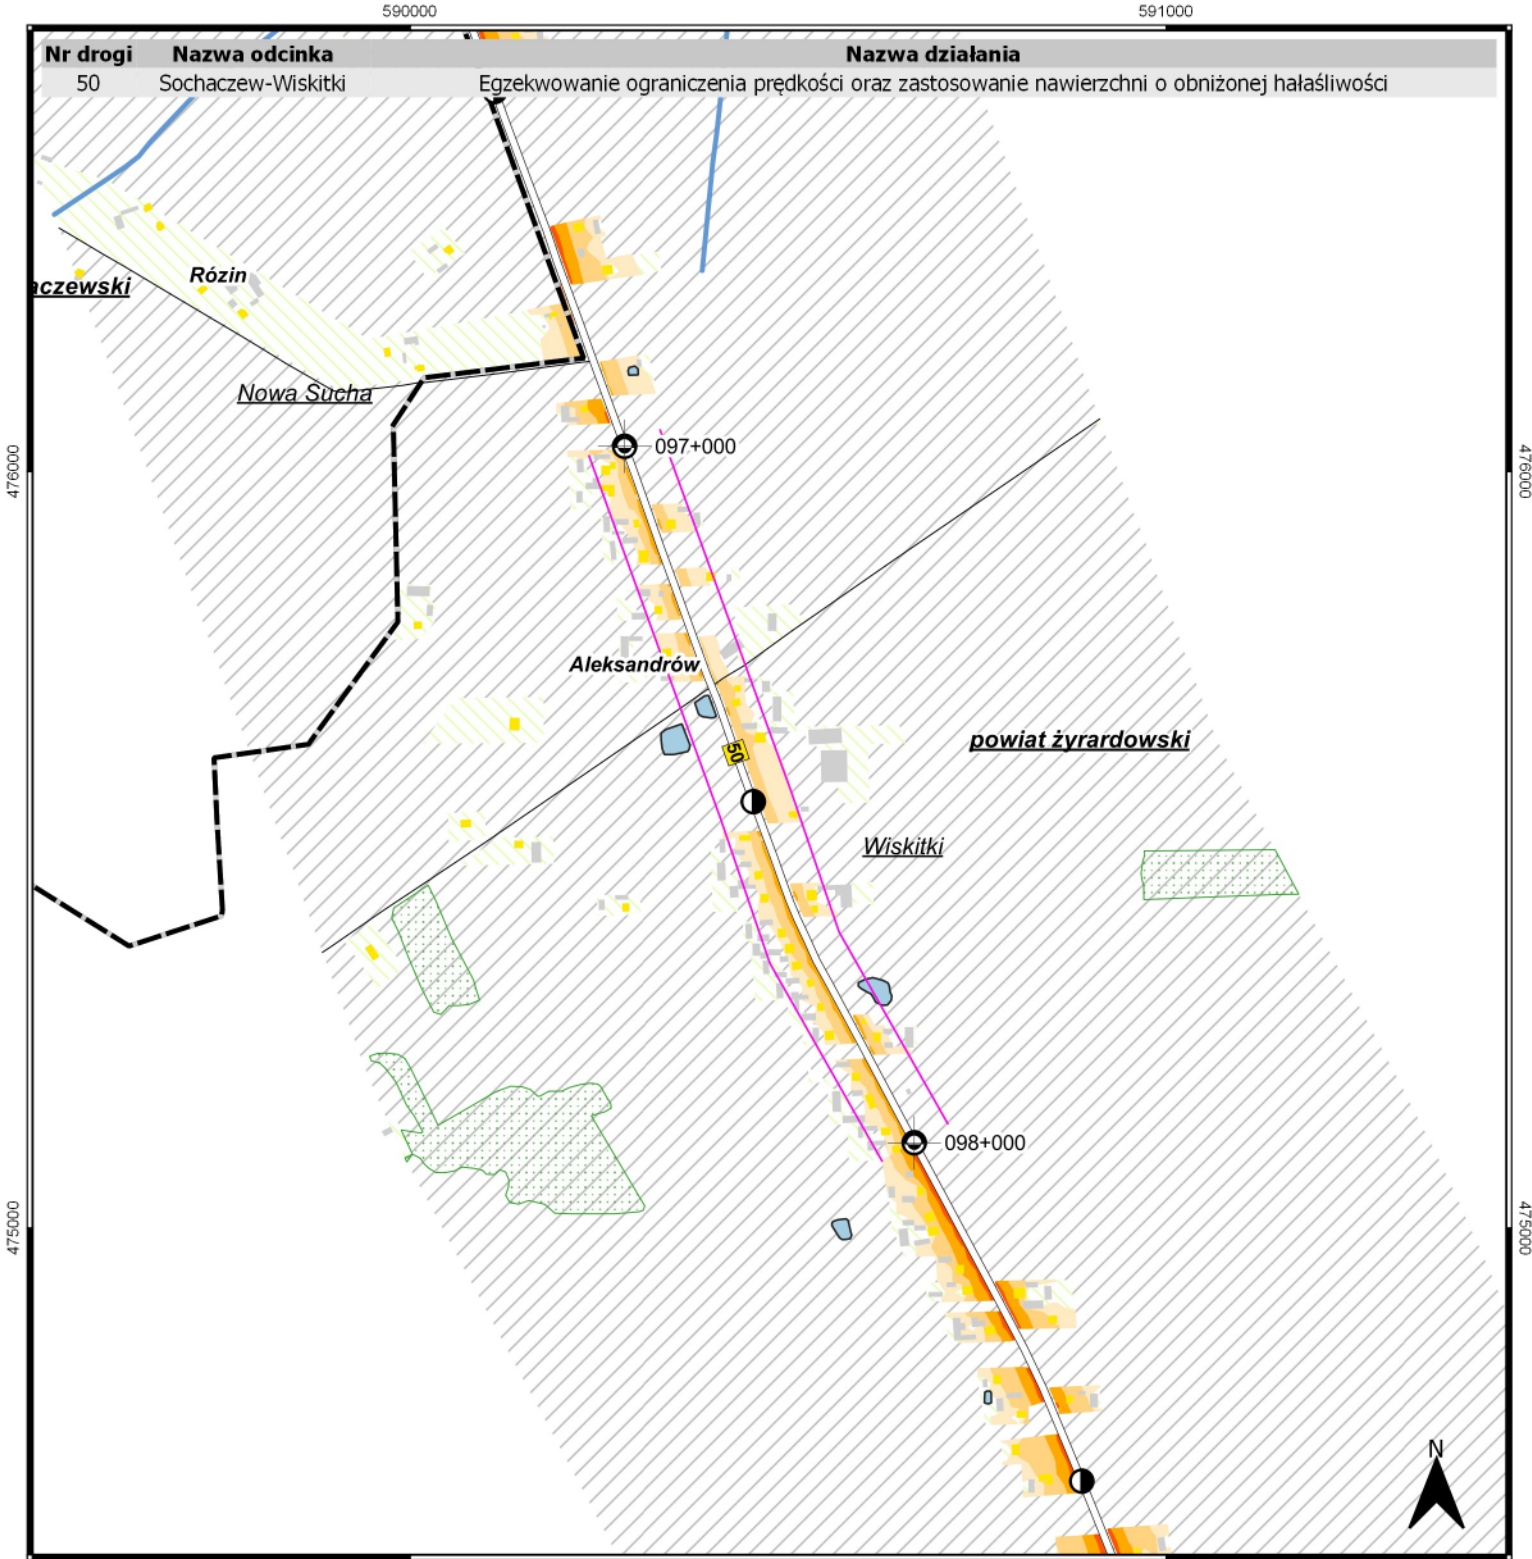 590000 591000
Nr drogi Nazwa odcinka Nazwa działania
50 Sochaczew-Wiskitki Egzekwowanie ograniczenia prędkości oraz zastosowanie nawierzchni o obniżonej hałaśliwości
Rózin
aczewski
Nowa Sucha
097+000
476000 476000
Aleksandrów
50
powiat żyrardowski
Wiskitki
098+000
475000 475000
N